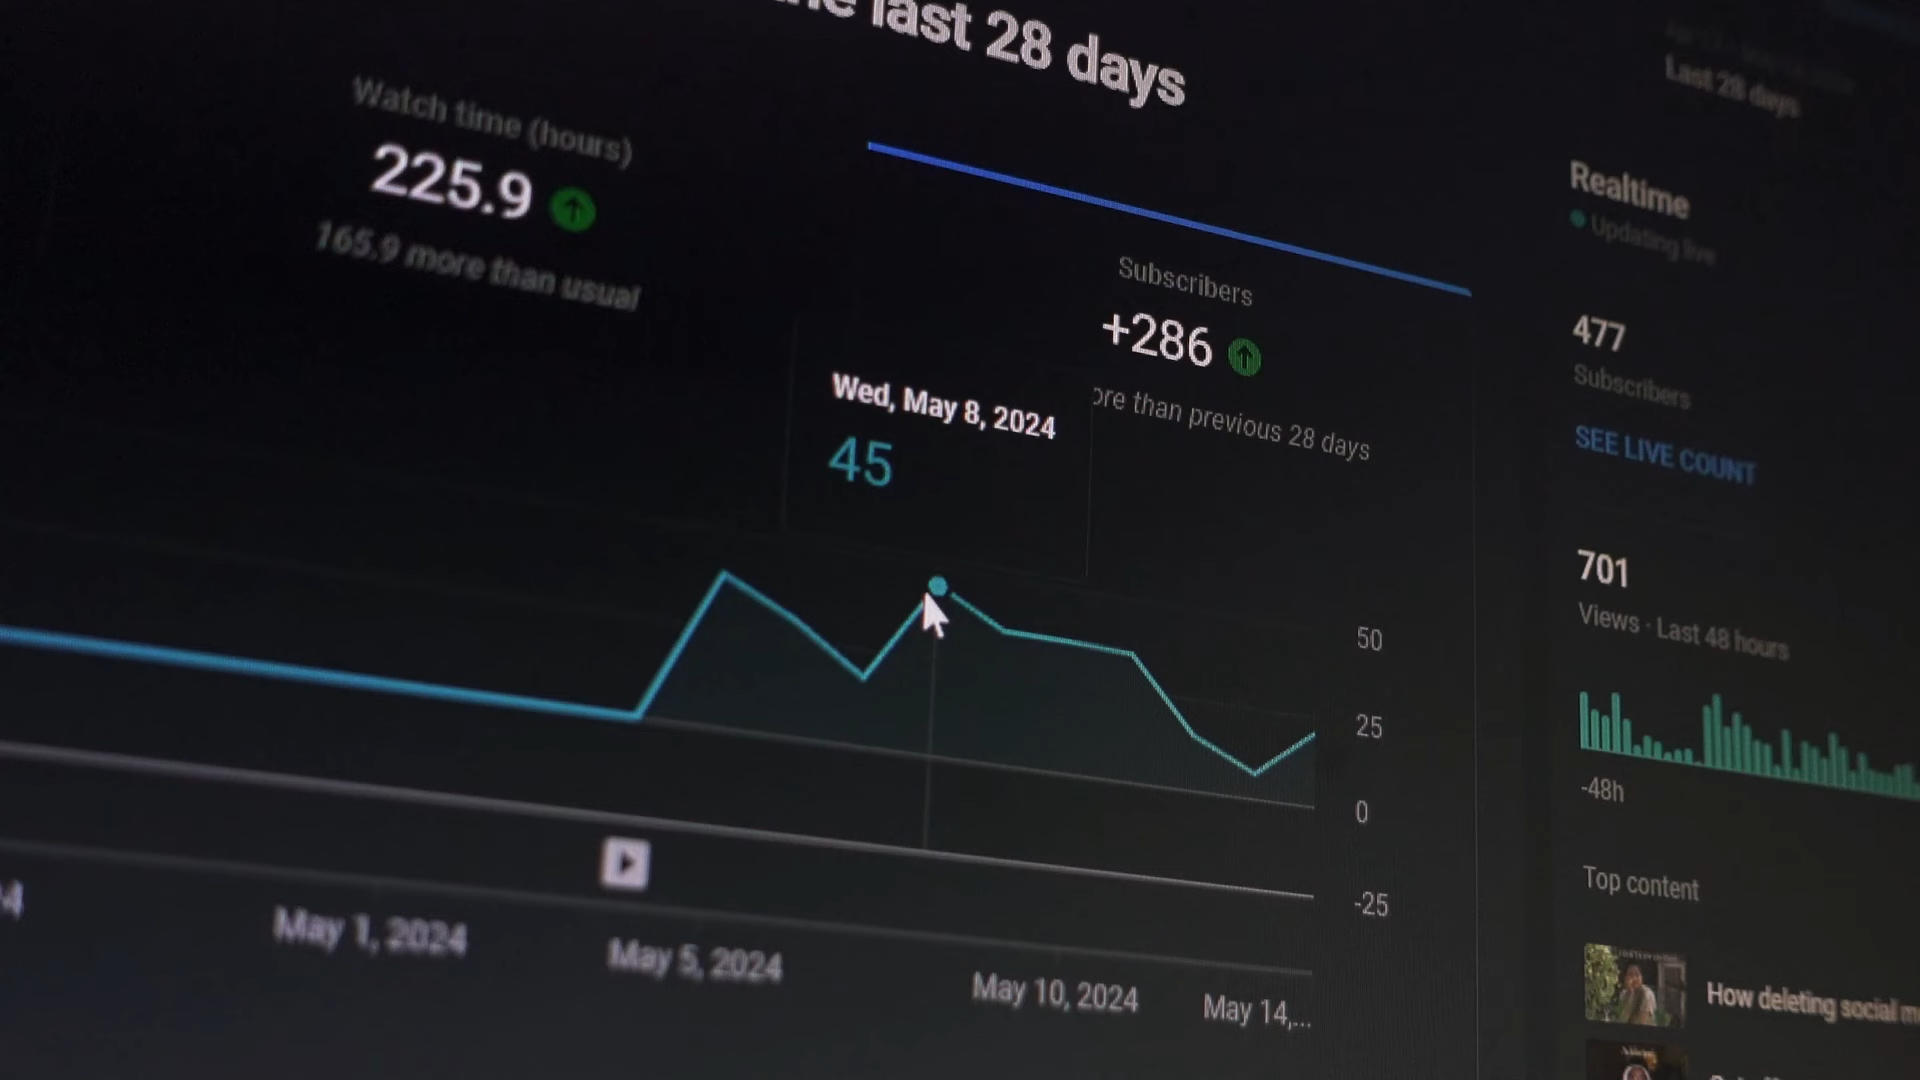 last 28 days
Watch time (hours)
225.9
165.9 more than usual
Subscribers
+286
than previous 28 days
Wed, May 8, 2024
45
50
25
0
-25
May 1, 2024
May 5, 2024
May 10, 2024
May 14,...
Last 28 days
Realtime
Updating live
477
Subscribers
SEE LIVE COUNT
701
Views · Last 48 hours
-48h
Top content
How deleting social